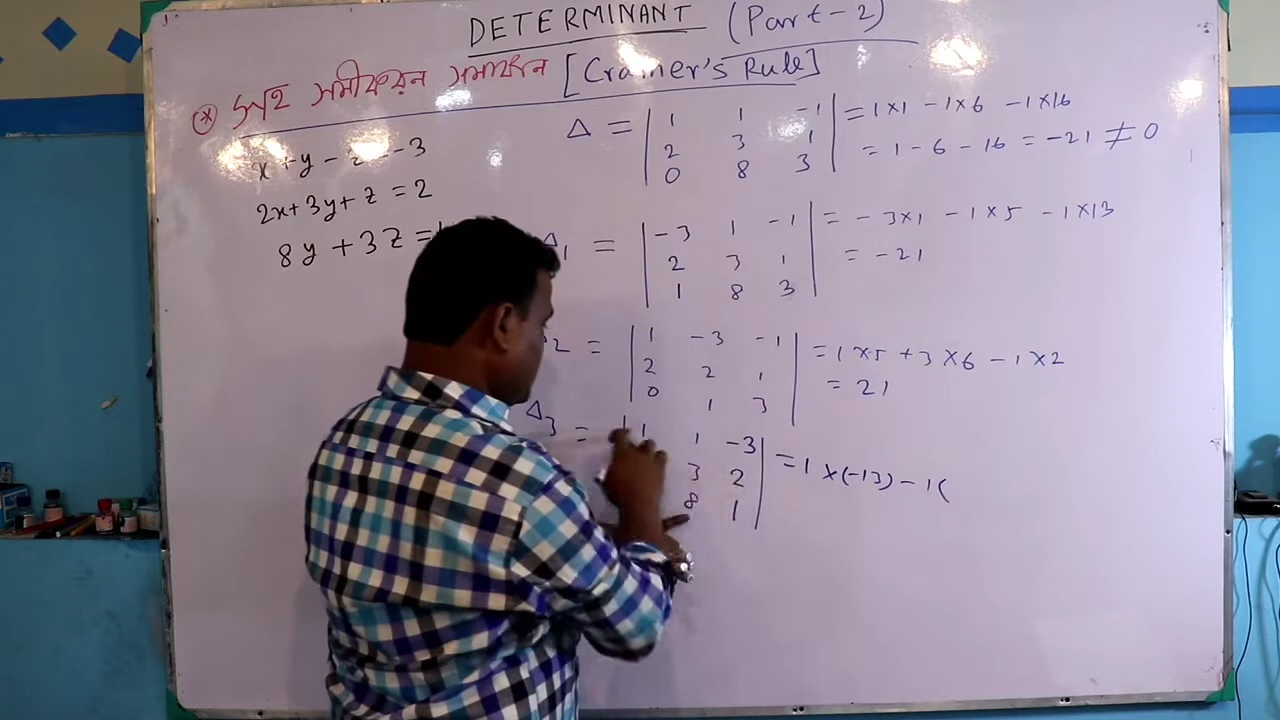 DETERMINANT (Part-2)
সহ সমীকরন সমাধান [Cramer's Rule]
x + y - z = -3
2x + 3y + z = 2
8y + 3z =
Δ = | 1 1 -1 | = 1×1 - 1×6 - 1×16
| 2 3 1 | = 1 - 6 - 16 = -21 ≠ 0
| 0 8 3 |
Δ1 = | -3 1 -1 | = -3×1 - 1×5 - 1×13
| 2 3 1 | = -21
| 1 8 3 |
2 = | 1 -3 -1 | = 1×5 + 3×6 - 1×2
| 2 2 1 | = 21
| 0 1 3 |
Δ3 = | 1 1 -3 | = 1×(-13) - 1(
3 2 |
8 1 |